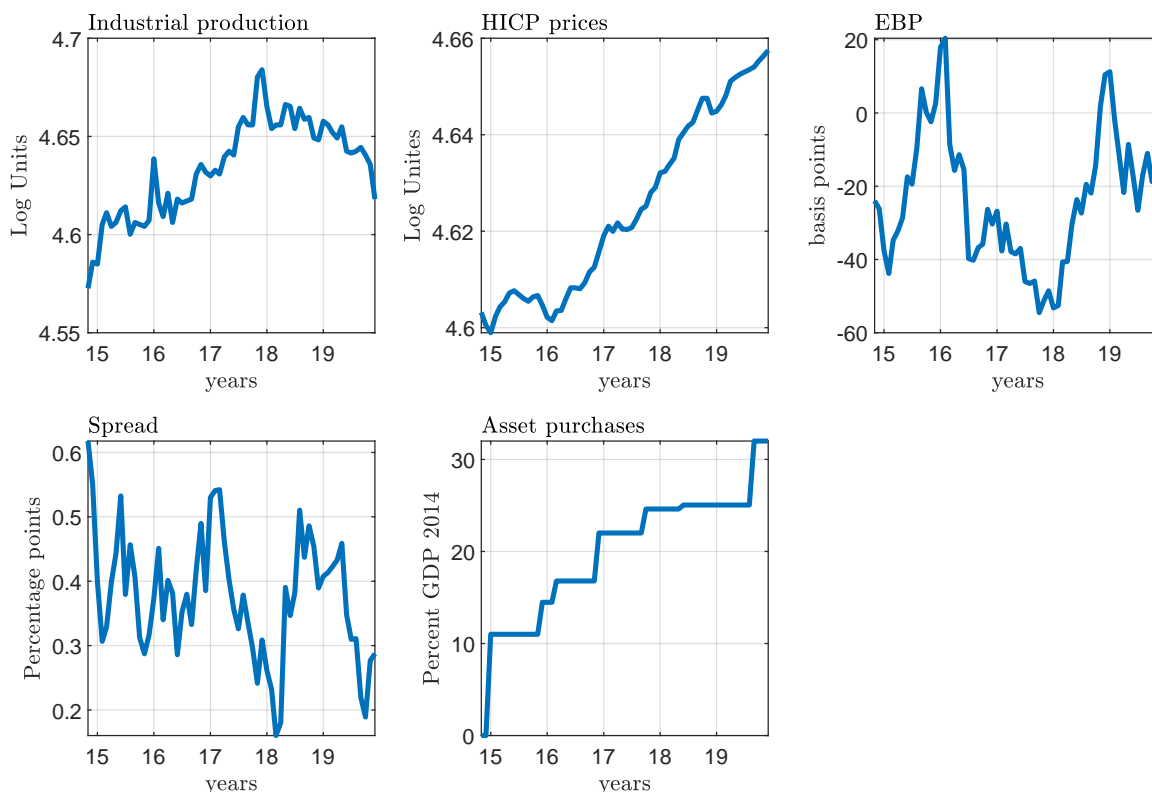 Industrial production
4.7
4.65
4.6
4.55
Log Units
15 16 17 18 19
years
HICP prices
4.66
4.64
4.62
4.6
Log Unites
15 16 17 18 19
years
EBP
20
0
-20
-40
-60
basis points
15 16 17 18 19
years
Spread
0.6
0.5
0.4
0.3
0.2
Percentage points
15 16 17 18 19
years
Asset purchases
30
20
10
0
Percent GDP 2014
15 16 17 18 19
years